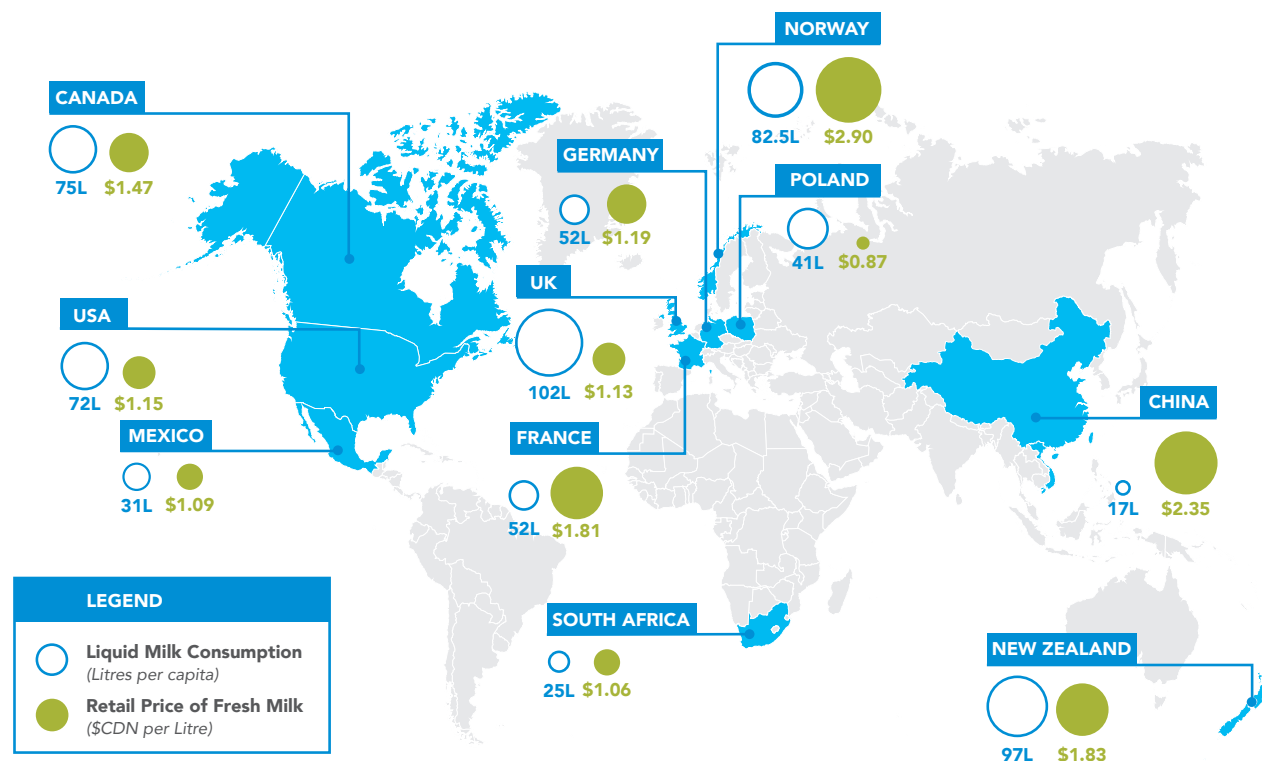 NORWAY
82.5L $2.90
CANADA
75L $1.47
GERMANY
52L $1.19
POLAND
41L $0.87
UK
102L $1.13
USA
72L $1.15
CHINA
17L $2.35
MEXICO
31L $1.09
FRANCE
52L $1.81
SOUTH AFRICA
25L $1.06
NEW ZEALAND
97L $1.83
LEGEND
Liquid Milk Consumption
(Litres per capita)
Retail Price of Fresh Milk
($CDN per Litre)